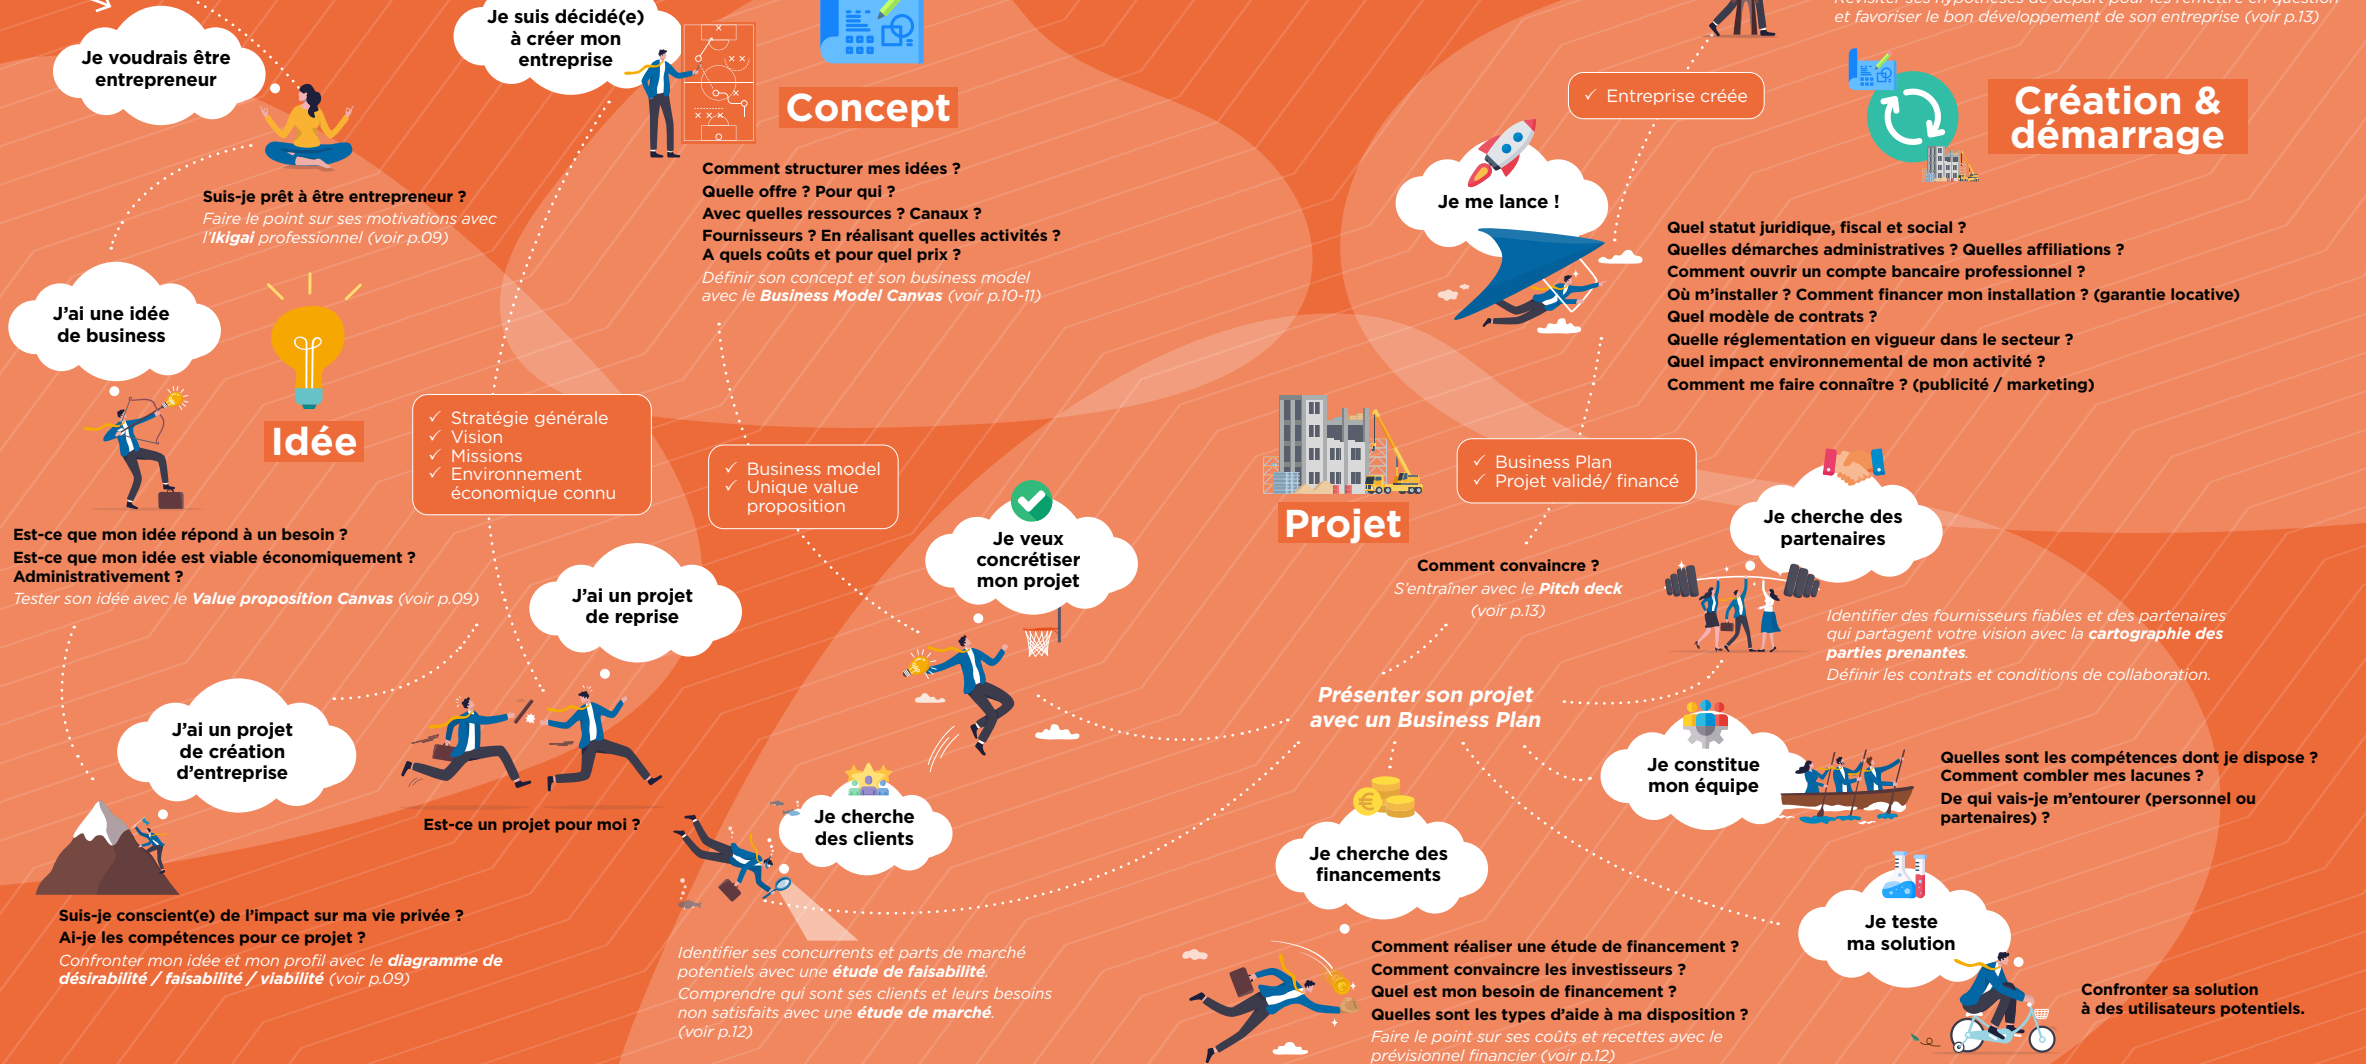 Je voudrais être
entrepreneur
Suis-je prêt à être entrepreneur ?
Faire le point sur ses motivations avec
l’Ikigai professionnel (voir p.09)
J’ai une idée
de business
Idée
Est-ce que mon idée répond à un besoin ?
Est-ce que mon idée est viable économiquement ?
Administrativement ?
Tester son idée avec le Value proposition Canvas (voir p.09)
J’ai un projet
de création
d’entreprise
Suis-je conscient(e) de l’impact sur ma vie privée ?
Ai-je les compétences pour ce projet ?
Confronter mon idée et mon profil avec le diagramme de
désirabilité / faisabilité / viabilité (voir p.09)
J’ai un projet
de reprise
Est-ce un projet pour moi ?
✓ Stratégie générale
✓ Vision
✓ Missions
✓ Environnement
économique connu
Je suis décidé(e)
à créer mon
entreprise
Concept
Comment structurer mes idées ?
Quelle offre ? Pour qui ?
Avec quelles ressources ? Canaux ?
Fournisseurs ? En réalisant quelles activités ?
A quels coûts et pour quel prix ?
Définir son concept et son business model
avec le Business Model Canvas (voir p.10-11)
✓ Business model
✓ Unique value
proposition
Je veux
concrétiser
mon projet
Je cherche
des clients
Identifier ses concurrents et parts de marché
potentiels avec une étude de faisabilité.
Comprendre qui sont ses clients et leurs besoins
non satisfaits avec une étude de marché.
(voir p.12)
Présenter son projet
avec un Business Plan
Je cherche des
financements
Comment réaliser une étude de financement ?
Comment convaincre les investisseurs ?
Quel est mon besoin de financement ?
Quelles sont les types d’aide à ma disposition ?
Faire le point sur ses coûts et recettes avec le
prévisionnel financier (voir p.12)
Je teste
ma solution
Confronter sa solution
à des utilisateurs potentiels.
Je constitue
mon équipe
Quelles sont les compétences dont je dispose ?
Comment combler mes lacunes ?
De qui vais-je m’entourer (personnel ou
partenaires) ?
Je cherche des
partenaires
Identifier des fournisseurs fiables et des partenaires
qui partagent votre vision avec la cartographie des
parties prenantes.
Définir les contrats et conditions de collaboration.
Projet
Comment convaincre ?
S’entraîner avec le Pitch deck
(voir p.13)
✓ Business Plan
✓ Projet validé/ financé
Je me lance !
✓ Entreprise créée
Création &
démarrage
Quel statut juridique, fiscal et social ?
Quelles démarches administratives ? Quelles affiliations ?
Comment ouvrir un compte bancaire professionnel ?
Où m’installer ? Comment financer mon installation ? (garantie locative)
Quel modèle de contrats ?
Quelle réglementation en vigueur dans le secteur ?
Quel impact environnemental de mon activité ?
Comment me faire connaître ? (publicité / marketing)
Revisiter ses hypothèses de départ pour les remettre en question
et favoriser le bon développement de son entreprise (voir p.13)